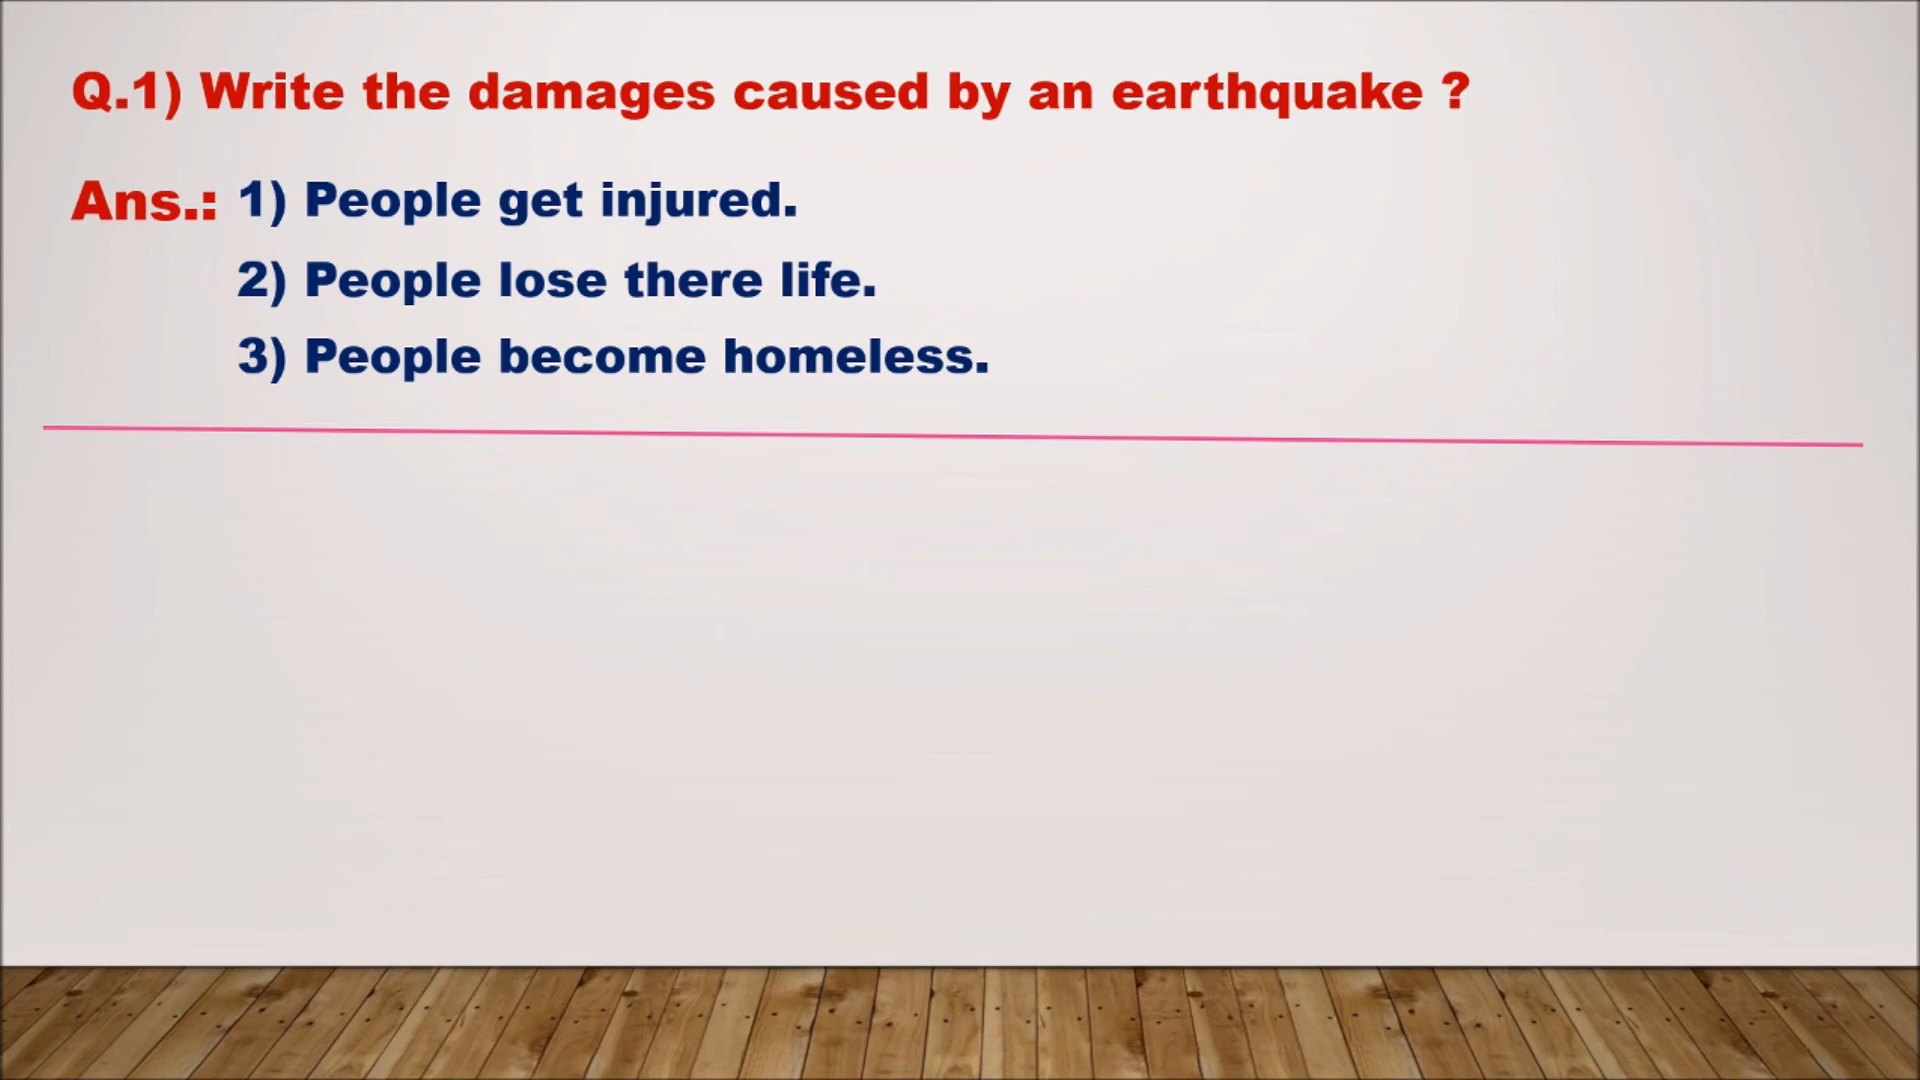 Q.1) Write the damages caused by an earthquake ?
Ans.: 1) People get injured.
2) People lose there life.
3) People become homeless.